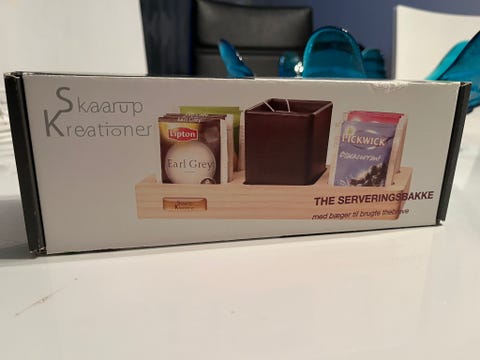 Skaarup
Kreationer
Lipton
Earl Grey
PICKWICK
THE SERVERINGSBAKKE
med bæger til brugte thebreve